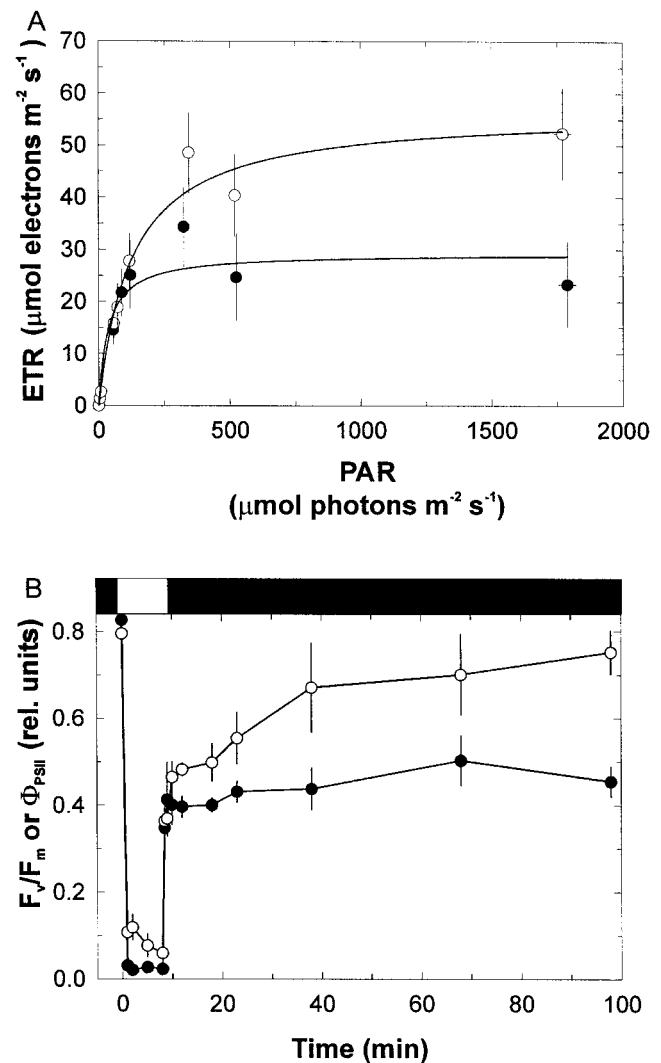 A
70
60
50
40
30
20
10
0
ETR (μmol electrons m⁻² s⁻¹)
0 500 1000 1500 2000
PAR
(μmol photons m⁻² s⁻¹)
B
0.8
0.6
0.4
0.2
0.0
Fᵥ/Fₘ or Φ_PSII (rel. units)
0 20 40 60 80 100
Time (min)